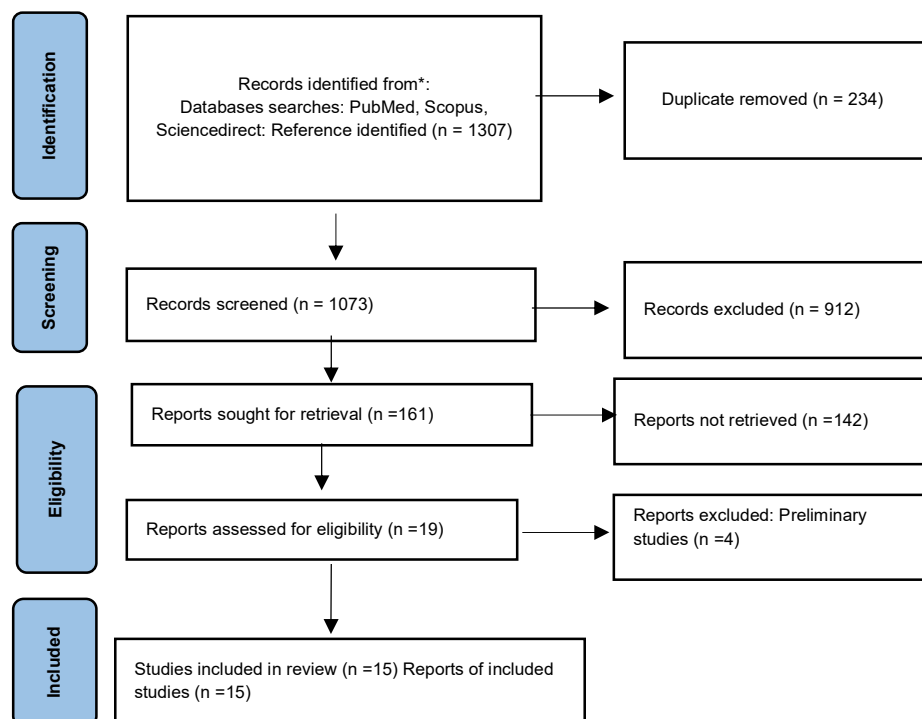 Identification
Records identified from*:
Databases searches: PubMed, Scopus,
Sciencedirect: Reference identified (n = 1307)
Duplicate removed (n = 234)
Screening
Records screened (n = 1073)
Records excluded (n = 912)
Eligibility
Reports sought for retrieval (n =161)
Reports not retrieved (n =142)
Reports assessed for eligibility (n =19)
Reports excluded: Preliminary
studies (n =4)
Included
Studies included in review (n =15) Reports of included
studies (n =15)